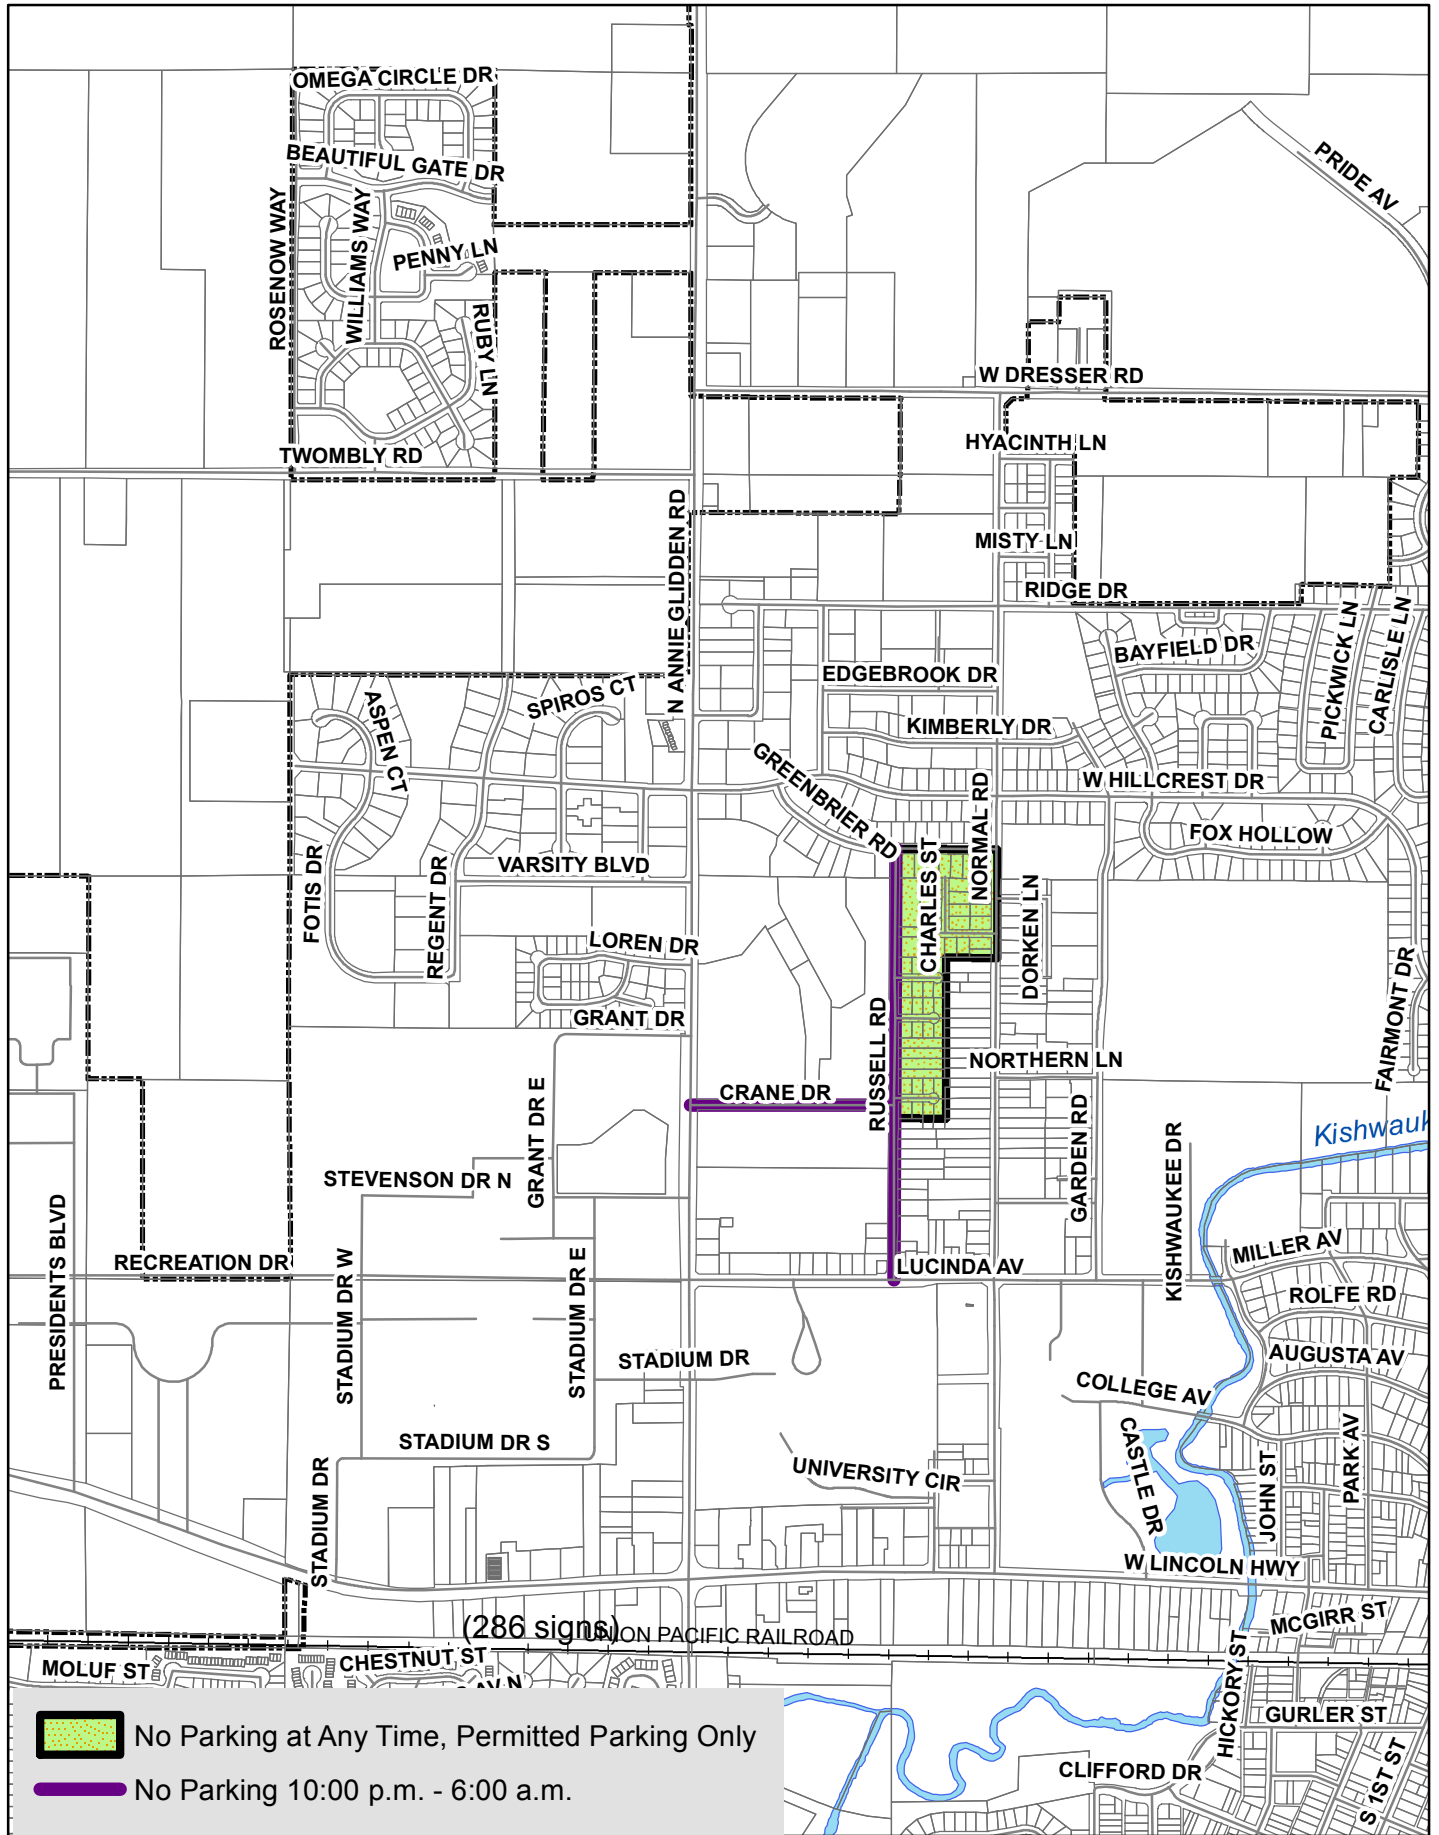 OMEGA CIRCLE DR
BEAUTIFUL GATE DR
PRIDE AV
ROSENOW WAY
WILLIAMS WAY
PENNY LN
RUBY LN
W DRESSER RD
HYACINTH LN
TWOMBLY RD
N ANNIE GLIDDEN RD
MISTY LN
RIDGE DR
BAYFIELD DR
PICKWICK LN
CARLISLE LN
EDGEBROOK DR
SPIROS CT
ASPEN CT
KIMBERLY DR
GREENBRIER RD
W HILLCREST DR
NORMAL RD
FOX HOLLOW
CHARLES ST
VARSITY BLVD
FOTIS DR
REGENT DR
DORKEN LN
LOREN DR
FAIRMONT DR
GRANT DR
RUSSELL RD
NORTHERN LN
CRANE DR
GRANT DR E
GARDEN RD
KISHWAUKEE DR
Kishwauk
STEVENSON DR N
PRESIDENTS BLVD
RECREATION DR
STADIUM DR W
STADIUM DR E
LUCINDA AV
MILLER AV
ROLFE RD
STADIUM DR
AUGUSTA AV
COLLEGE AV
CASTLE DR
PARK AV
STADIUM DR S
JOHN ST
UNIVERSITY CIR
STADIUM DR
W LINCOLN HWY
(286 signs)
UNION PACIFIC RAILROAD
MCGIRR ST
HICKORY ST
MOLUF ST
CHESTNUT ST
AV N
GURLER ST
No Parking at Any Time, Permitted Parking Only
CLIFFORD DR
S 1ST ST
No Parking 10:00 p.m. - 6:00 a.m.